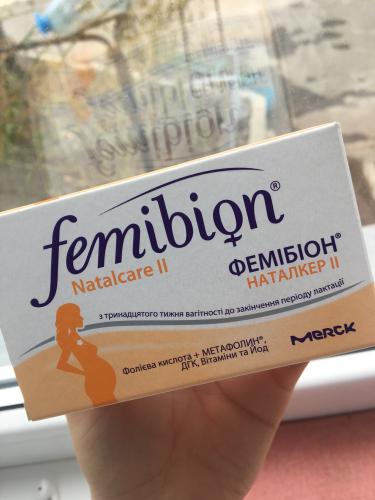 femibion®
Natalcare II
ФЕМІБІОН®
НАТАЛКЕР II
з тринадцятого тижня вагітності до закінчення періоду лактації
Фолієва кислота + МЕТАФОЛИН®,
ДГК, Вітаміни та Йод
Merck